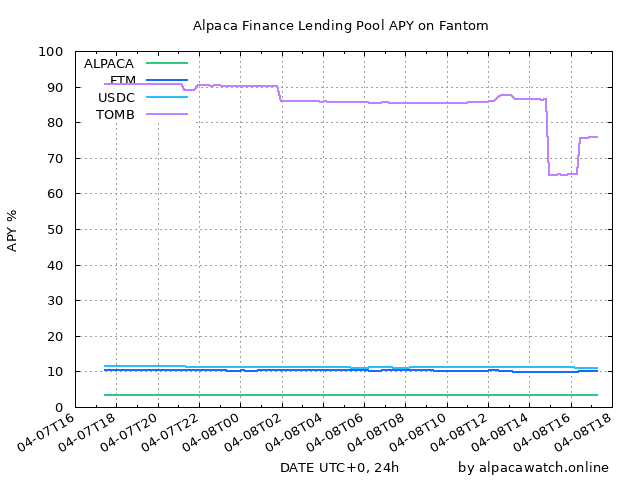 Alpaca Finance Lending Pool APY on Fantom
100
90
80
70
60
50
40
30
20
10
0
APY %
ALPACA
FTM
USDC
TOMB
04-07T16
04-07T18
04-07T20
04-07T22
04-08T00
04-08T02
04-08T04
04-08T06
04-08T08
04-08T10
04-08T12
04-08T14
04-08T16
04-08T18
DATE UTC+0, 24h
by alpacawatch.online